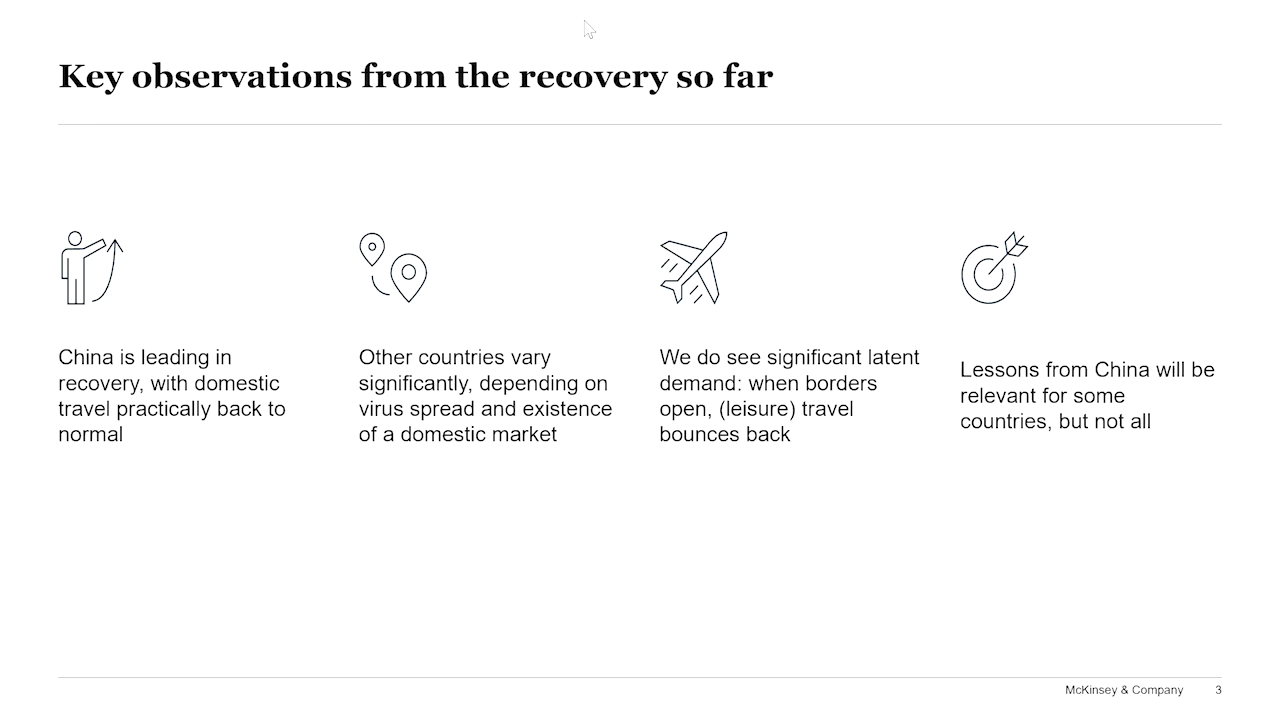 Key observations from the recovery so far
China is leading in
recovery, with domestic
travel practically back to
normal
Other countries vary
significantly, depending on
virus spread and existence
of a domestic market
We do see significant latent
demand: when borders
open, (leisure) travel
bounces back
Lessons from China will be
relevant for some
countries, but not all
McKinsey & Company 3